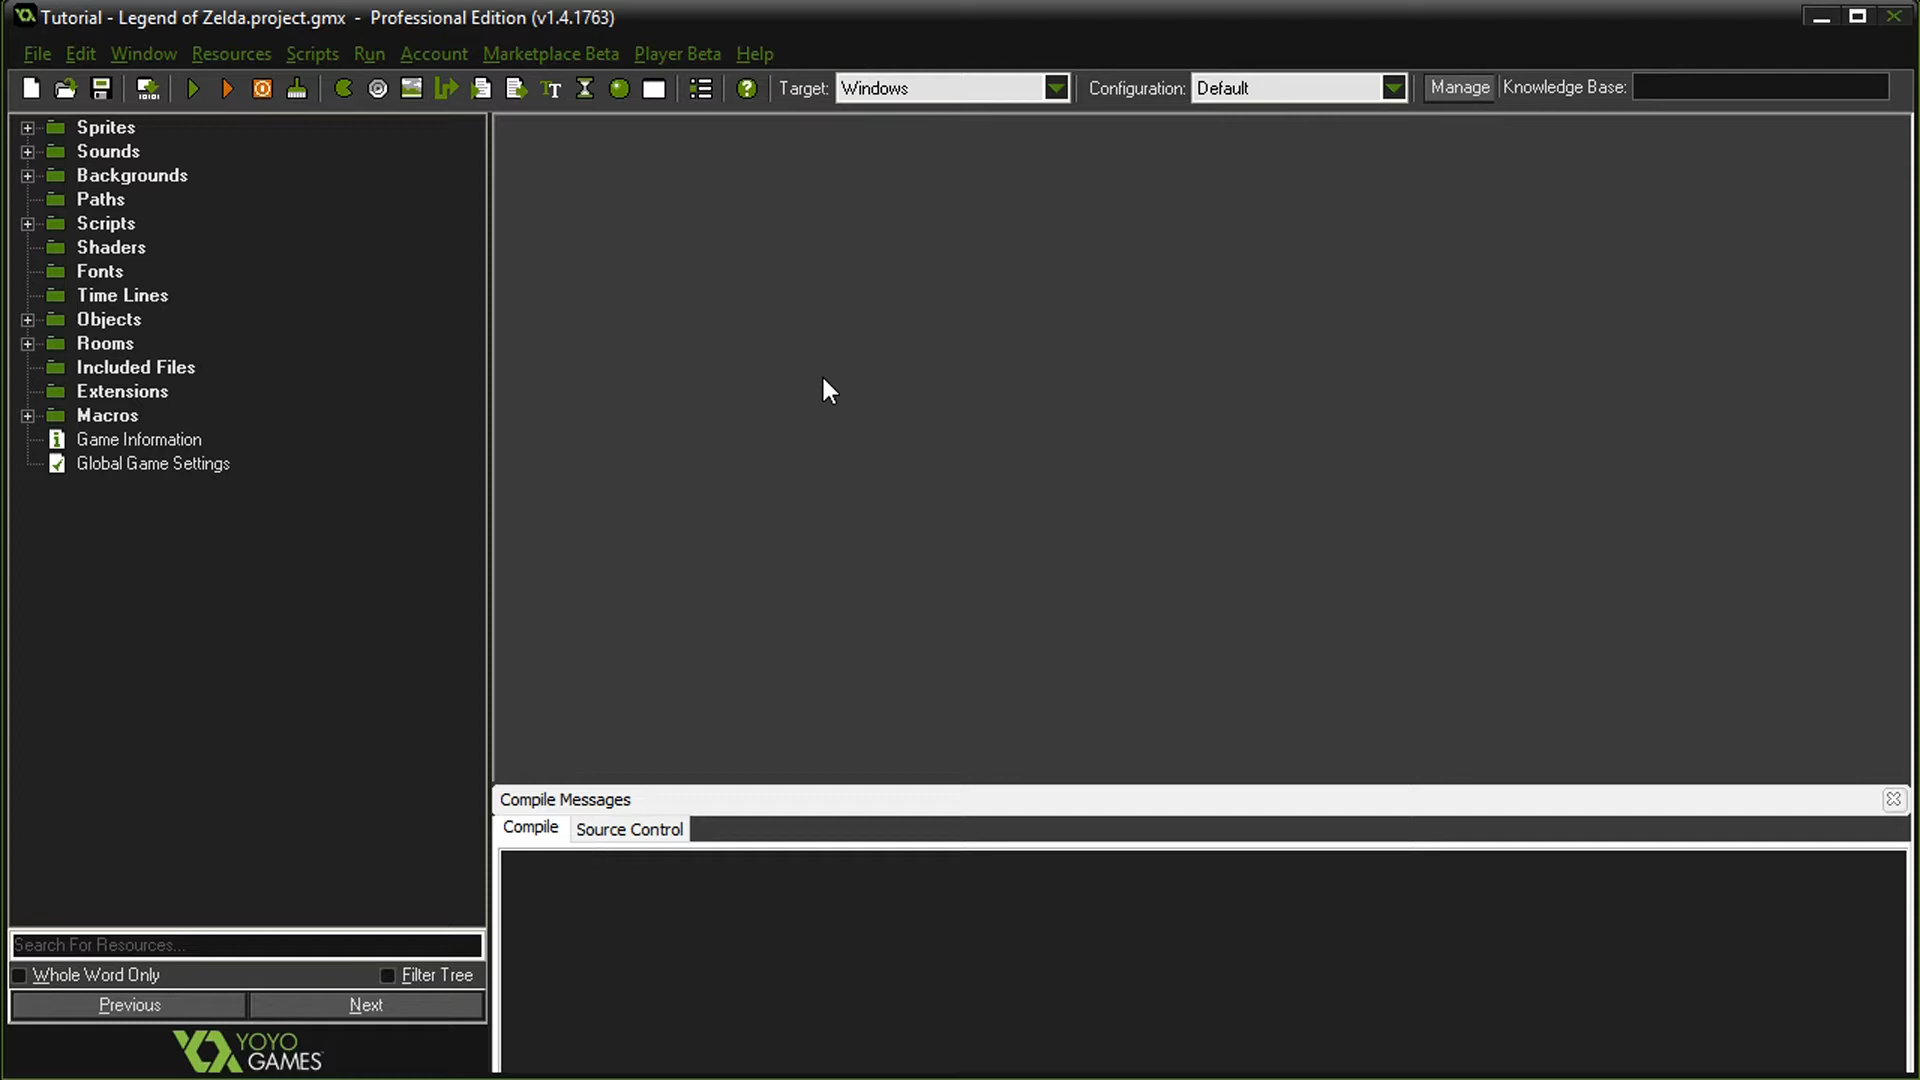 Tutorial - Legend of Zelda.project.gmx - Professional Edition (v1.4.1763)
File Edit Window Resources Scripts Run Account Marketplace Beta Player Beta Help
Target: Windows Configuration: Default Manage Knowledge Base:
Sprites
Sounds
Backgrounds
Paths
Scripts
Shaders
Fonts
Time Lines
Objects
Rooms
Included Files
Extensions
Macros
Game Information
Global Game Settings
Compile Messages
Compile Source Control
Search For Resources...
Whole Word Only Filter Tree
Previous Next
YOYO
GAMES